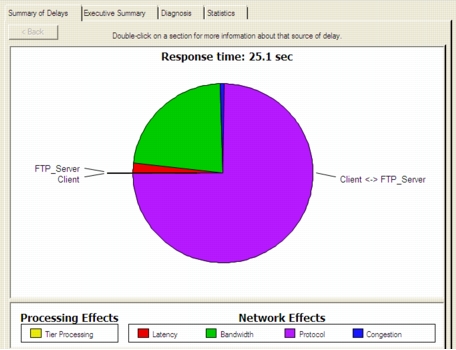 Summary of Delays Executive Summary Diagnosis Statistics
< Back
Double-click on a section for more information about that source of delay.
Response time: 25.1 sec
FTP_Server
Client
Client <-> FTP_Server
Processing Effects Network Effects
Tier Processing Latency Bandwidth Protocol Congestion